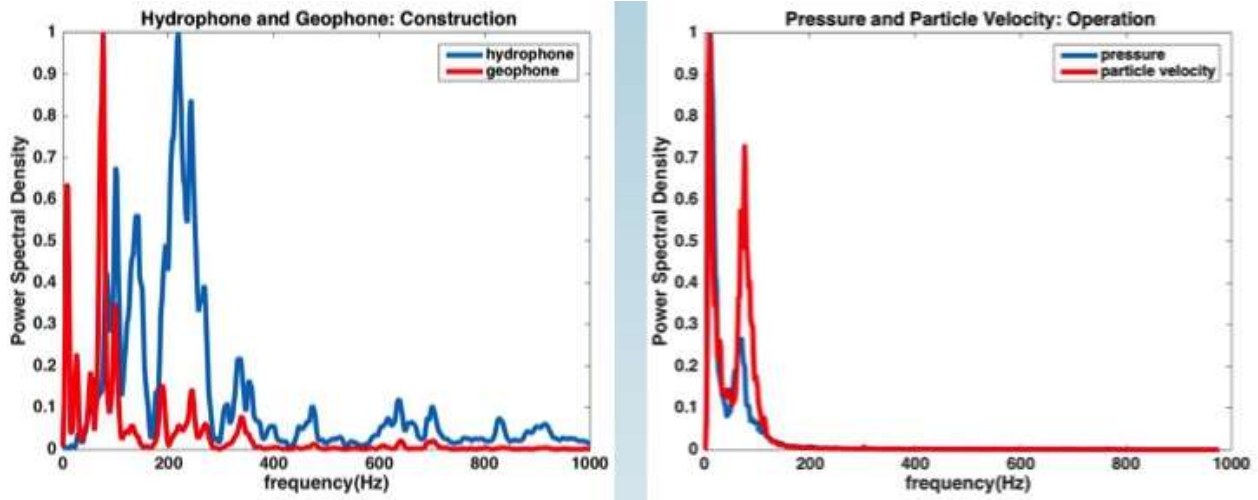 Hydrophone and Geophone: Construction
hydrophone
geophone
Power Spectral Density
1
0.9
0.8
0.7
0.6
0.5
0.4
0.3
0.2
0.1
0
0 200 400 600 800 1000
frequency(Hz)
Pressure and Particle Velocity: Operation
pressure
particle velocity
Power Spectral Density
1
0.9
0.8
0.7
0.6
0.5
0.4
0.3
0.2
0.1
0
0 200 400 600 800 1000
frequency(Hz)